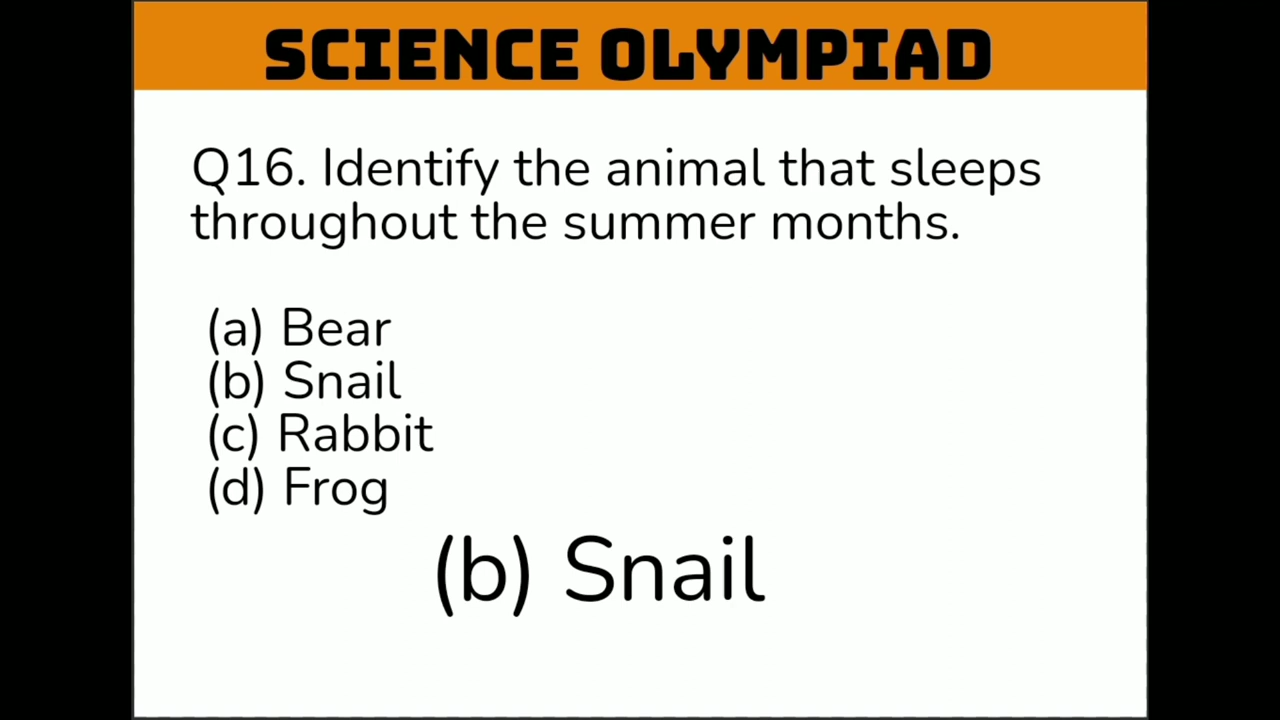 SCIENCE OLYMPIAD
Q16. Identify the animal that sleeps
throughout the summer months.
(a) Bear
(b) Snail
(c) Rabbit
(d) Frog
(b) Snail